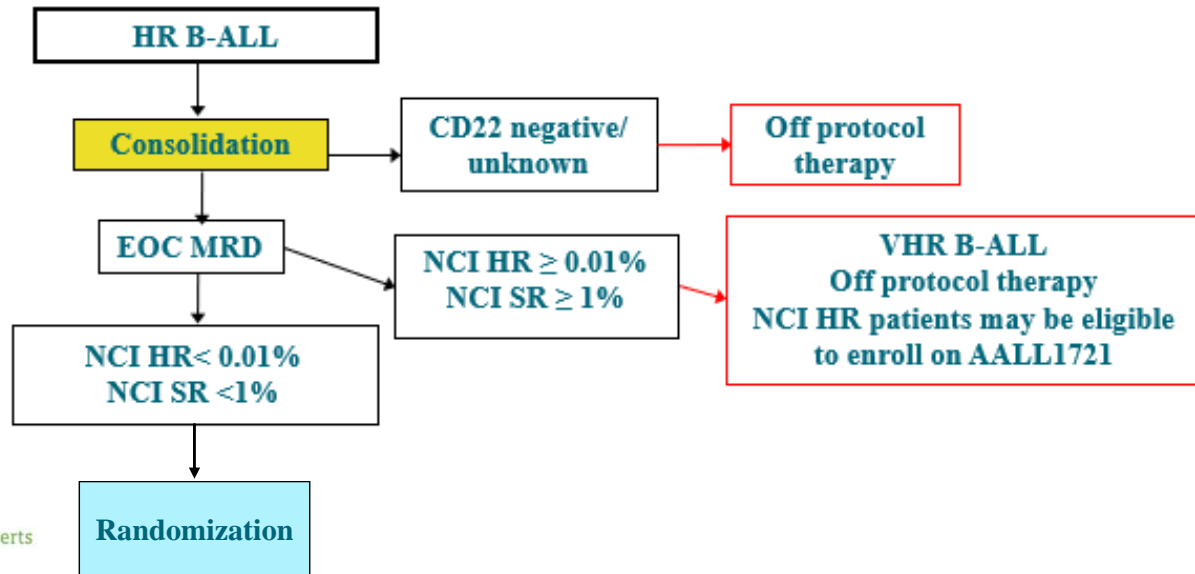 HR B-ALL
Consolidation
CD22 negative/
unknown
Off protocol
therapy
EOC MRD
NCI HR ≥ 0.01%
NCI SR ≥ 1%
VHR B-ALL
Off protocol therapy
NCI HR patients may be eligible
to enroll on AALL1721
NCI HR< 0.01%
NCI SR <1%
Randomization
erts